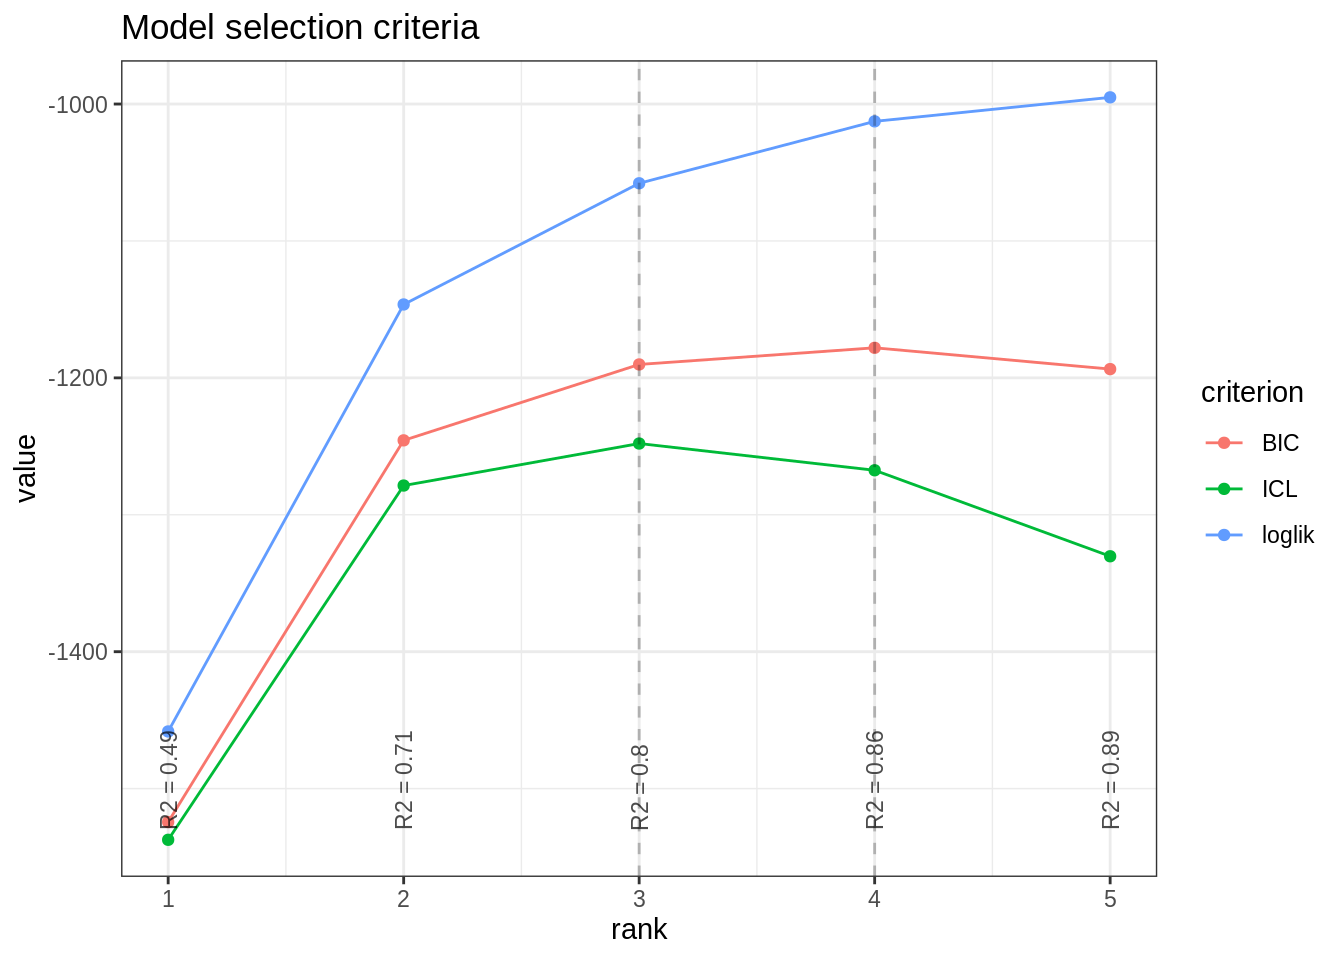 Model selection criteria
-1000
-1200
-1400
value
R2 = 0.49
R2 = 0.71
R2 = 0.8
R2 = 0.86
R2 = 0.89
1
2
3
4
5
rank
criterion
BIC
ICL
loglik